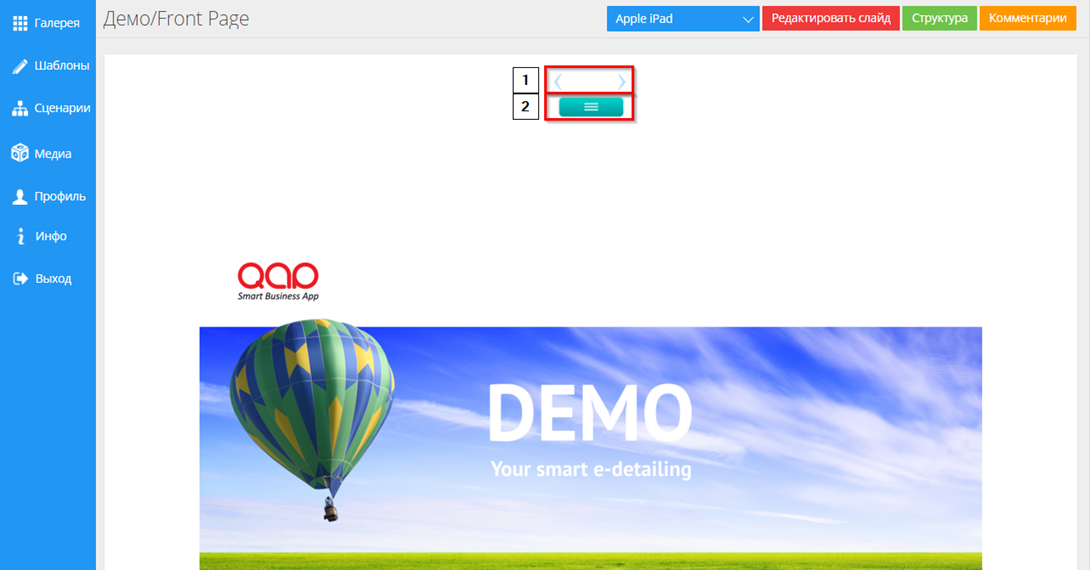 Галерея
Шаблоны
Сценарии
Медиа
Профиль
Инфо
Выход
Демо/Front Page
Apple iPad
Редактировать слайд
Структура
Комментарии
1
2
QAP
Smart Business App
DEMO
Your smart e-detailing